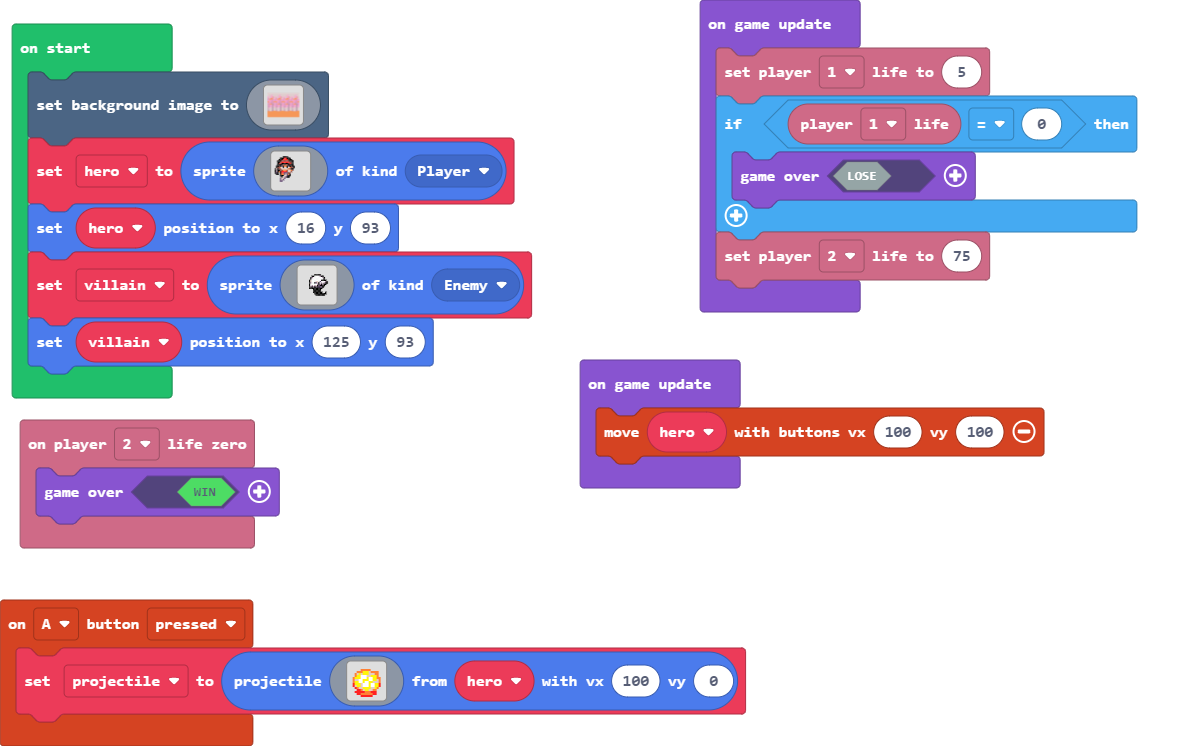 on start
set background image to
set hero to sprite of kind Player
set hero position to x 16 y 93
set villain to sprite of kind Enemy
set villain position to x 125 y 93
on player 2 life zero
game over WIN
on game update
set player 1 life to 5
if player 1 life = 0 then
game over LOSE
set player 2 life to 75
on game update
move hero with buttons vx 100 vy 100
on A button pressed
set projectile to projectile from hero with vx 100 vy 0